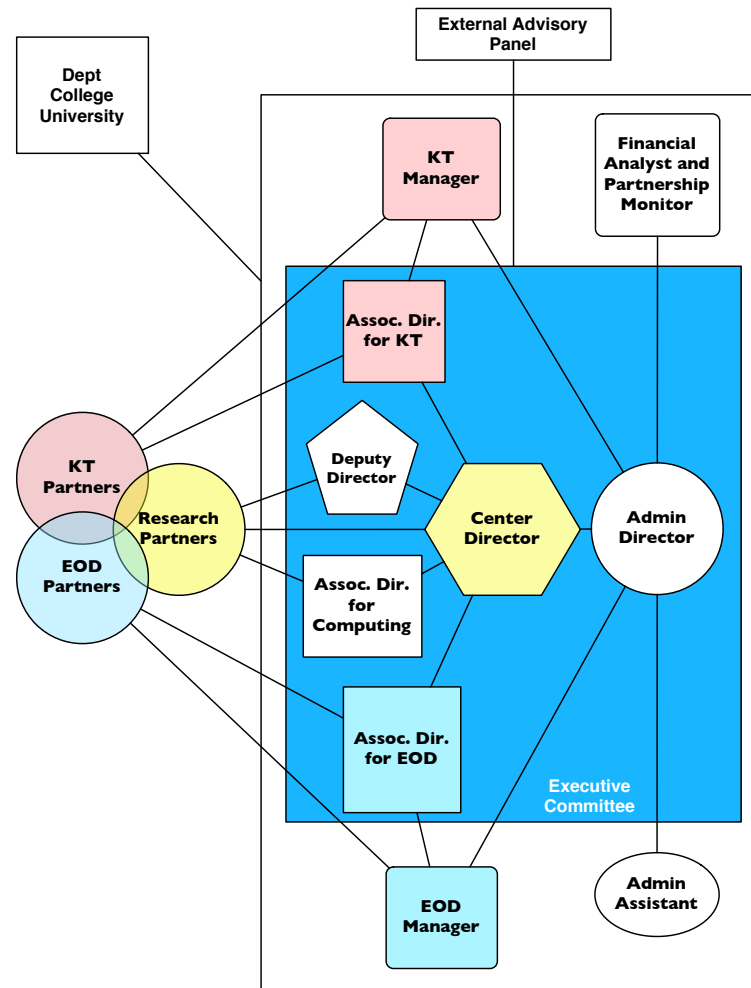 External Advisory
Panel
Dept
College
University
KT
Manager
Financial
Analyst and
Partnership
Monitor
Assoc. Dir.
for KT
Deputy
Director
KT
Partners
Research
Partners
EOD
Partners
Center
Director
Admin
Director
Assoc. Dir.
for
Computing
Assoc. Dir.
for EOD
Executive
Committee
EOD
Manager
Admin
Assistant